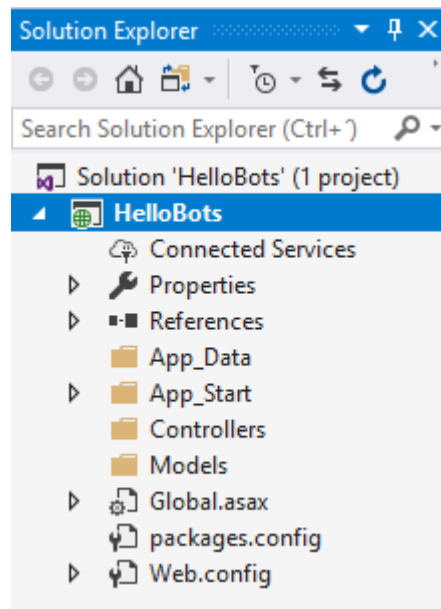 Solution Explorer
Search Solution Explorer (Ctrl+´)
Solution 'HelloBots' (1 project)
HelloBots
Connected Services
Properties
References
App_Data
App_Start
Controllers
Models
Global.asax
packages.config
Web.config